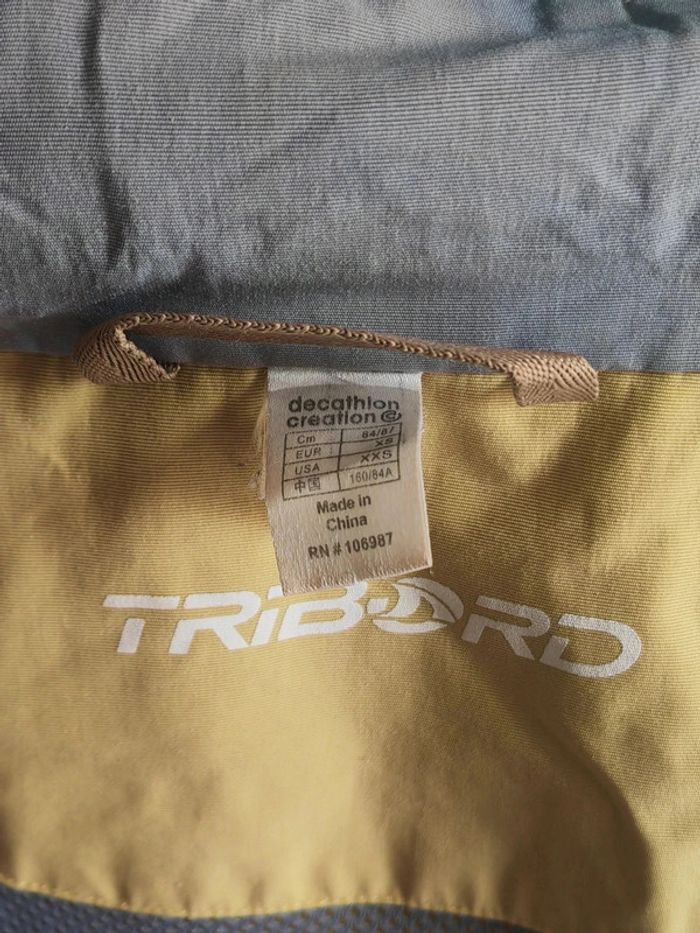 decathlon
creation
Cm 84/87
EUR XS
USA XXS
中国 160/84A
Made in
China
RN # 106987
TRIBORD